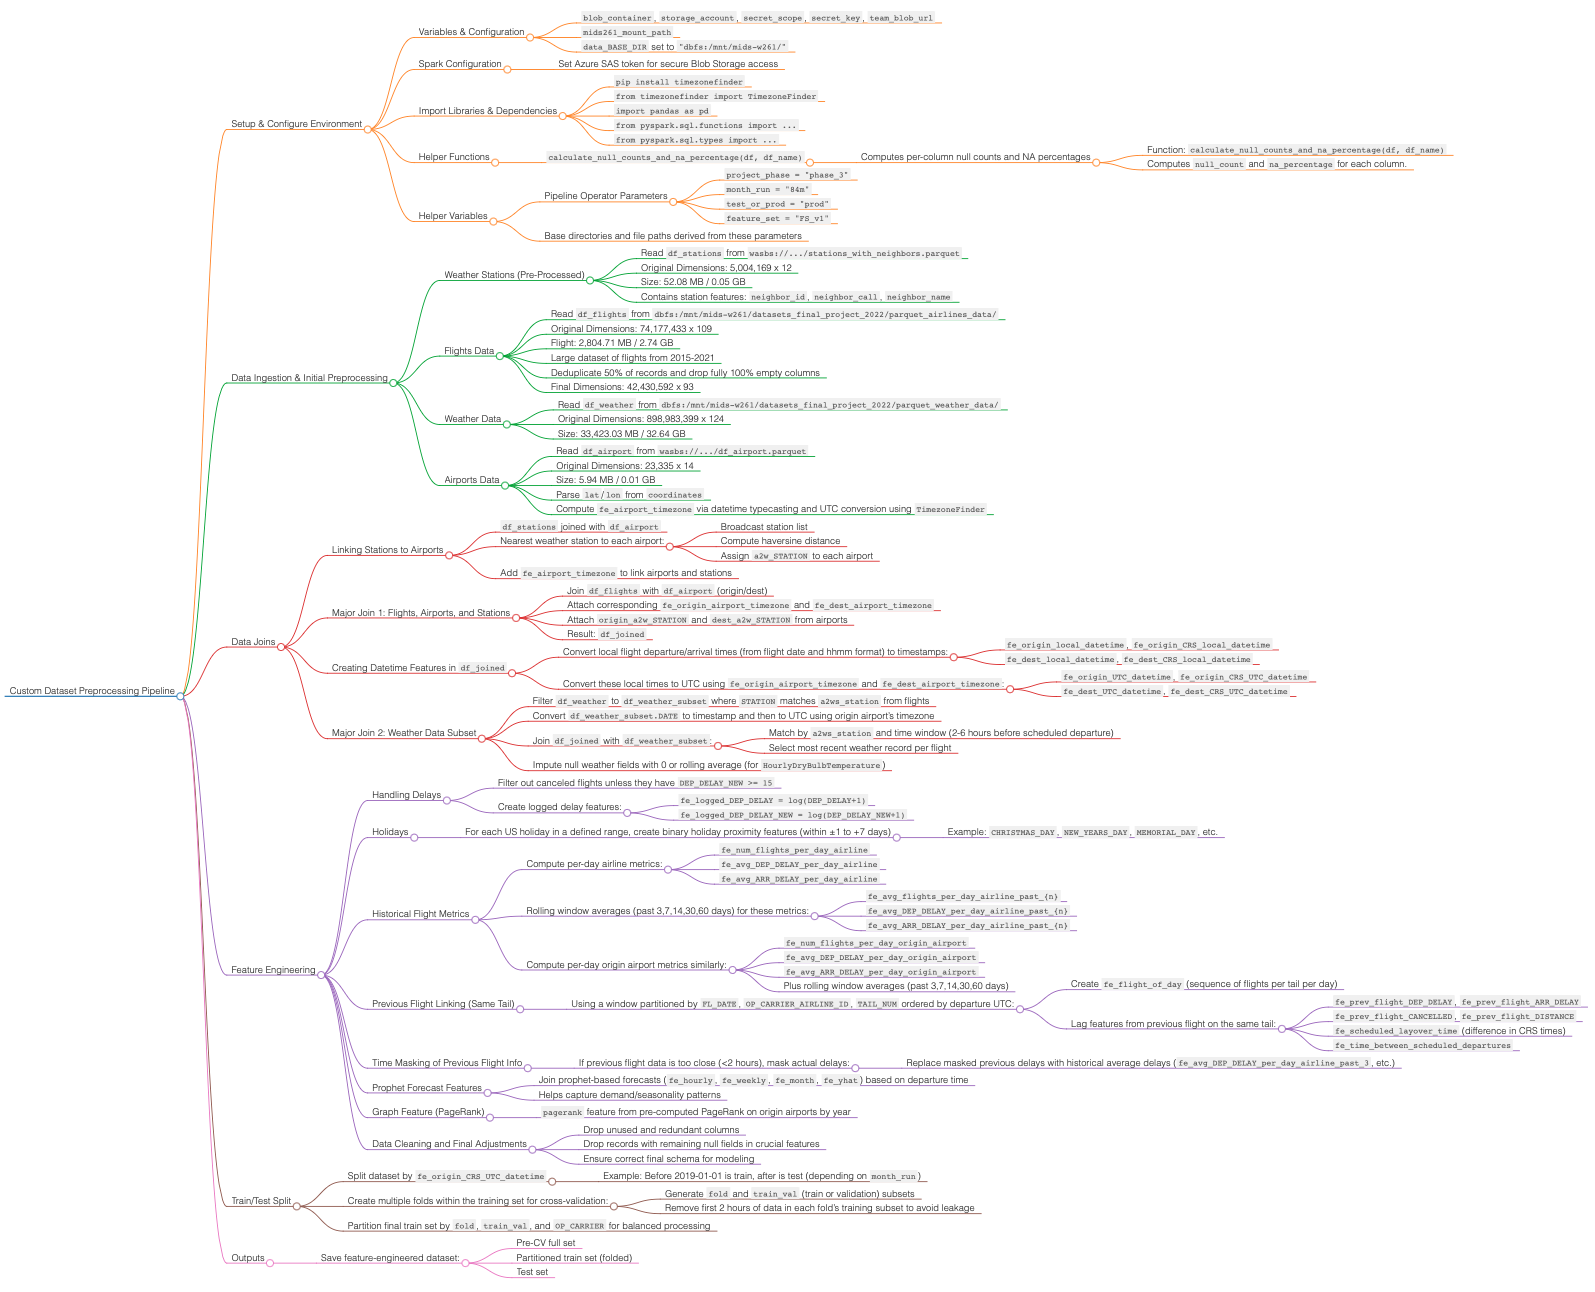 Custom Dataset Preprocessing Pipeline
Setup & Configure Environment
Variables & Configuration
blob_container, storage_account, secret_scope, secret_key, team_blob_url
mids261_mount_path
data_BASE_DIR set to "dbfs:/mnt/mids-w261/"
Spark Configuration
Set Azure SAS token for secure Blob Storage access
Import Libraries & Dependencies
pip install timezonefinder
from timezonefinder import TimezoneFinder
import pandas as pd
from pyspark.sql.functions import ...
from pyspark.sql.types import ...
Helper Functions
calculate_null_counts_and_na_percentage(df, df_name)
Computes per-column null counts and NA percentages
Function: calculate_null_counts_and_na_percentage(df, df_name)
Computes null_count and na_percentage for each column.
Helper Variables
Pipeline Operator Parameters
project_phase = "phase_3"
month_run = "84m"
test_or_prod = "prod"
feature_set = "FS_v1"
Base directories and file paths derived from these parameters
Data Ingestion & Initial Preprocessing
Weather Stations (Pre-Processed)
Read df_stations from wasbs://.../stations_with_neighbors.parquet
Original Dimensions: 5,004,169 x 12
Size: 52.08 MB / 0.05 GB
Contains station features: neighbor_id, neighbor_call, neighbor_name
Flights Data
Read df_flights from dbfs:/mnt/mids-w261/datasets_final_project_2022/parquet_airlines_data/
Original Dimensions: 74,177,433 x 109
Flight: 2,804.71 MB / 2.74 GB
Large dataset of flights from 2015-2021
Deduplicate 50% of records and drop fully 100% empty columns
Final Dimensions: 42,430,592 x 93
Weather Data
Read df_weather from dbfs:/mnt/mids-w261/datasets_final_project_2022/parquet_weather_data/
Original Dimensions: 898,983,399 x 124
Size: 33,423.03 MB / 32.64 GB
Airports Data
Read df_airport from wasbs://.../df_airport.parquet
Original Dimensions: 23,335 x 14
Size: 5.94 MB / 0.01 GB
Parse lat/lon from coordinates
Compute fe_airport_timezone via datetime typecasting and UTC conversion using TimezoneFinder
Data Joins
Linking Stations to Airports
df_stations joined with df_airport
Nearest weather station to each airport:
Broadcast station list
Compute haversine distance
Assign a2w_STATION to each airport
Add fe_airport_timezone to link airports and stations
Major Join 1: Flights, Airports, and Stations
Join df_flights with df_airport (origin/dest)
Attach corresponding fe_origin_airport_timezone and fe_dest_airport_timezone
Attach origin_a2w_STATION and dest_a2w_STATION from airports
Result: df_joined
Creating Datetime Features in df_joined
Convert local flight departure/arrival times (from flight date and hhmm format) to timestamps:
fe_origin_local_datetime, fe_origin_CRS_local_datetime
fe_dest_local_datetime, fe_dest_CRS_local_datetime
Convert these local times to UTC using fe_origin_airport_timezone and fe_dest_airport_timezone:
fe_origin_UTC_datetime, fe_origin_CRS_UTC_datetime
fe_dest_UTC_datetime, fe_dest_CRS_UTC_datetime
Major Join 2: Weather Data Subset
Filter df_weather to df_weather_subset where STATION matches a2ws_station from flights
Convert df_weather_subset.DATE to timestamp and then to UTC using origin airport's timezone
Join df_joined with df_weather_subset:
Match by a2ws_station and time window (2-6 hours before scheduled departure)
Select most recent weather record per flight
Impute null weather fields with 0 or rolling average (for HourlyDryBulbTemperature)
Feature Engineering
Handling Delays
Filter out canceled flights unless they have DEP_DELAY_NEW >= 15
Create logged delay features:
fe_logged_DEP_DELAY = log(DEP_DELAY+1)
fe_logged_DEP_DELAY_NEW = log(DEP_DELAY_NEW+1)
Holidays
For each US holiday in a defined range, create binary holiday proximity features (within ±1 to +7 days)
Example: CHRISTMAS_DAY, NEW_YEARS_DAY, MEMORIAL_DAY, etc.
Historical Flight Metrics
Compute per-day airline metrics:
fe_num_flights_per_day_airline
fe_avg_DEP_DELAY_per_day_airline
fe_avg_ARR_DELAY_per_day_airline
Rolling window averages (past 3,7,14,30,60 days) for these metrics:
fe_avg_flights_per_day_airline_past_{n}
fe_avg_DEP_DELAY_per_day_airline_past_{n}
fe_avg_ARR_DELAY_per_day_airline_past_{n}
Compute per-day origin airport metrics similarly:
fe_num_flights_per_day_origin_airport
fe_avg_DEP_DELAY_per_day_origin_airport
fe_avg_ARR_DELAY_per_day_origin_airport
Plus rolling window averages (past 3,7,14,30,60 days)
Previous Flight Linking (Same Tail)
Using a window partitioned by FL_DATE, OP_CARRIER_AIRLINE_ID, TAIL_NUM ordered by departure UTC:
Create fe_flight_of_day (sequence of flights per tail per day)
Lag features from previous flight on the same tail:
fe_prev_flight_DEP_DELAY, fe_prev_flight_ARR_DELAY
fe_prev_flight_CANCELLED, fe_prev_flight_DISTANCE
fe_scheduled_layover_time (difference in CRS times)
fe_time_between_scheduled_departures
Time Masking of Previous Flight Info
If previous flight data is too close (<2 hours), mask actual delays:
Replace masked previous delays with historical average delays (fe_avg_DEP_DELAY_per_day_airline_past_3, etc.)
Prophet Forecast Features
Join prophet-based forecasts (fe_hourly, fe_weekly, fe_month, fe_yhat) based on departure time
Helps capture demand/seasonality patterns
Graph Feature (PageRank)
pagerank feature from pre-computed PageRank on origin airports by year
Data Cleaning and Final Adjustments
Drop unused and redundant columns
Drop records with remaining null fields in crucial features
Ensure correct final schema for modeling
Train/Test Split
Split dataset by fe_origin_CRS_UTC_datetime
Example: Before 2019-01-01 is train, after is test (depending on month_run)
Create multiple folds within the training set for cross-validation:
Generate fold and train_val (train or validation) subsets
Remove first 2 hours of data in each fold's training subset to avoid leakage
Partition final train set by fold, train_val, and OP_CARRIER for balanced processing
Outputs
Save feature-engineered dataset:
Pre-CV full set
Partitioned train set (folded)
Test set